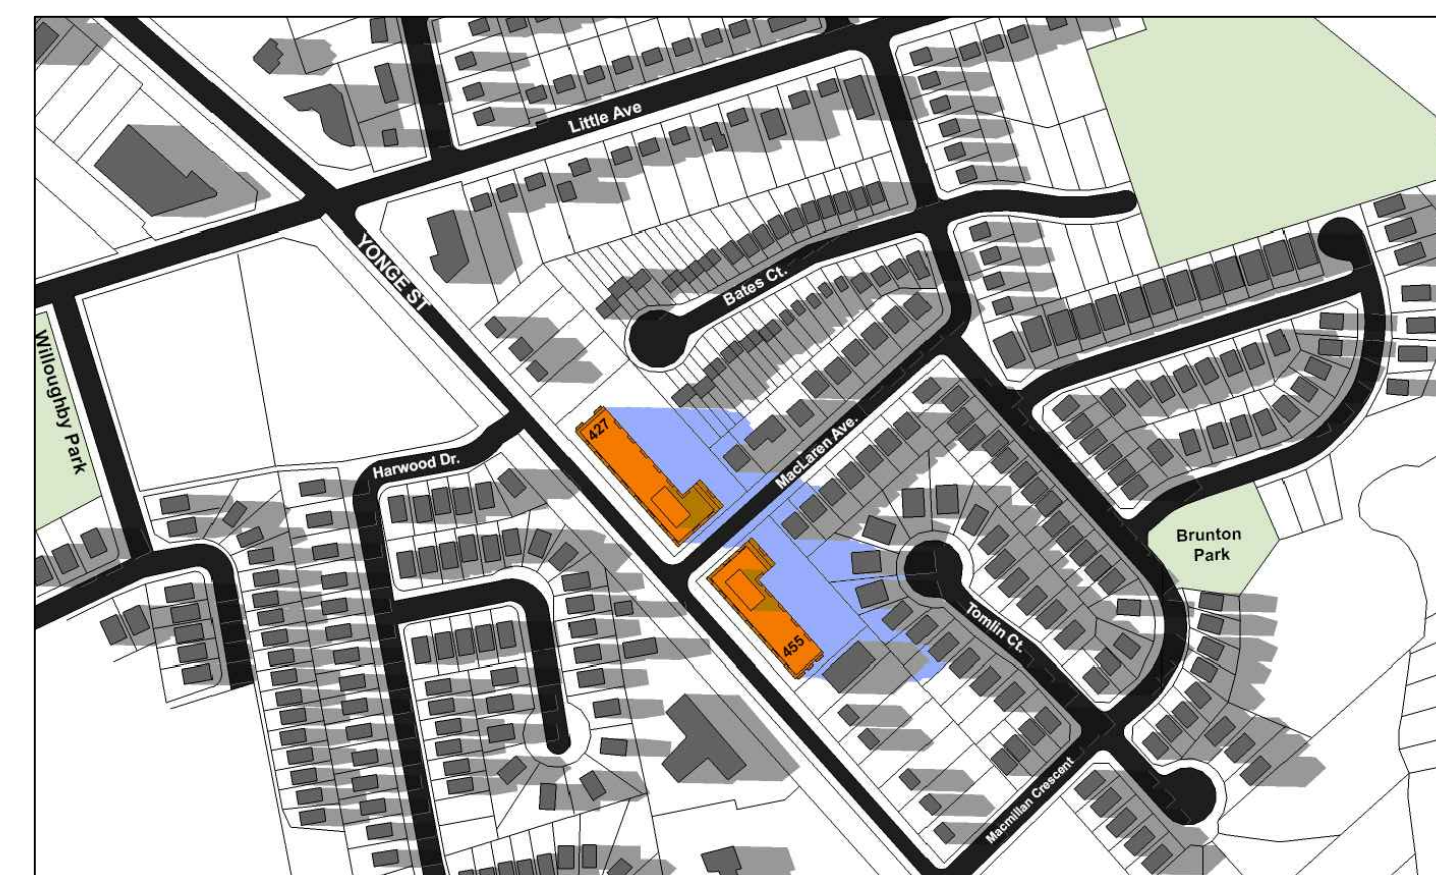 Little Ave
YONGE ST
Bates Ct.
Willoughby Park
427
MacLaren Ave.
Harwood Dr.
Brunton
Park
Tomlin Ct.
455
Macmillan Crescent